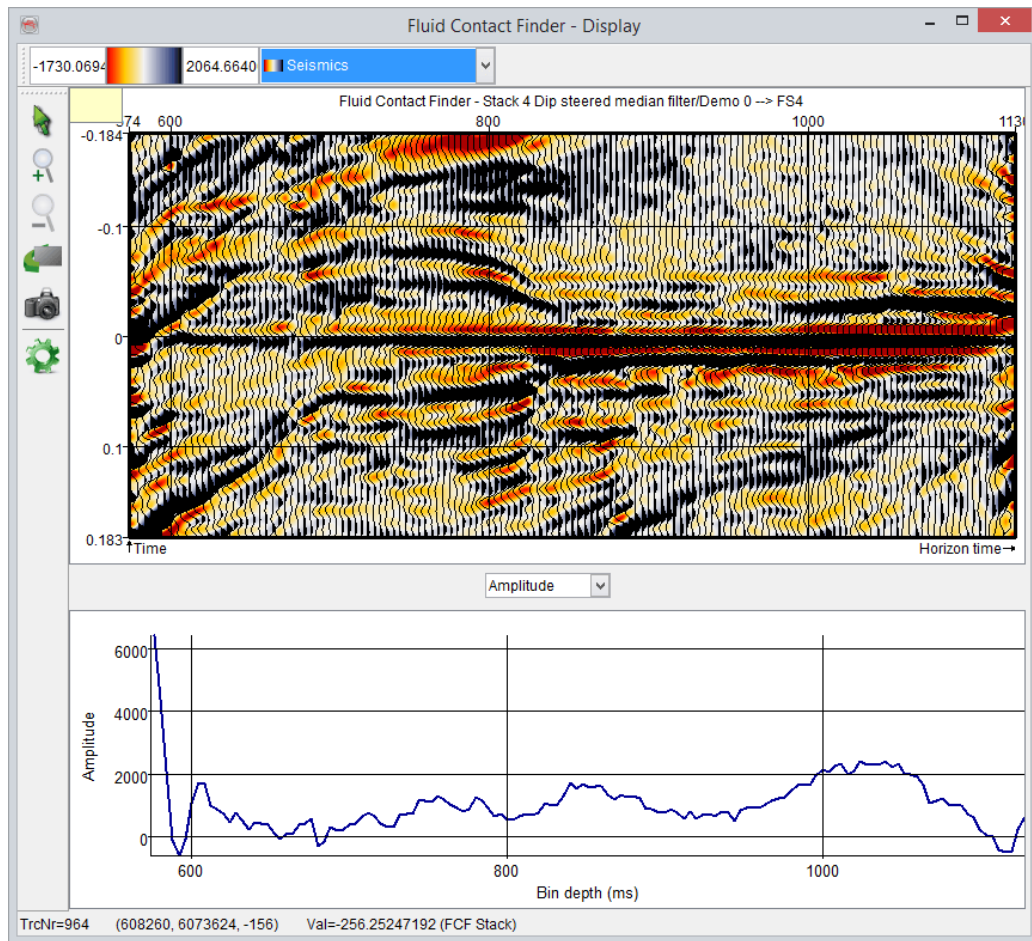 Fluid Contact Finder - Display
-1730.0694 2064.6640 Seismics
Fluid Contact Finder - Stack 4 Dip steered median filter/Demo 0 --> FS4
574 600 800 1000 113
-0.184
-0.1
0
0.1
0.183
Time Horizon time
Amplitude
6000
4000
2000
0
Amplitude
600 800 1000
Bin depth (ms)
TrcNr=964 (608260, 6073624, -156) Val=-256.25247192 (FCF Stack)